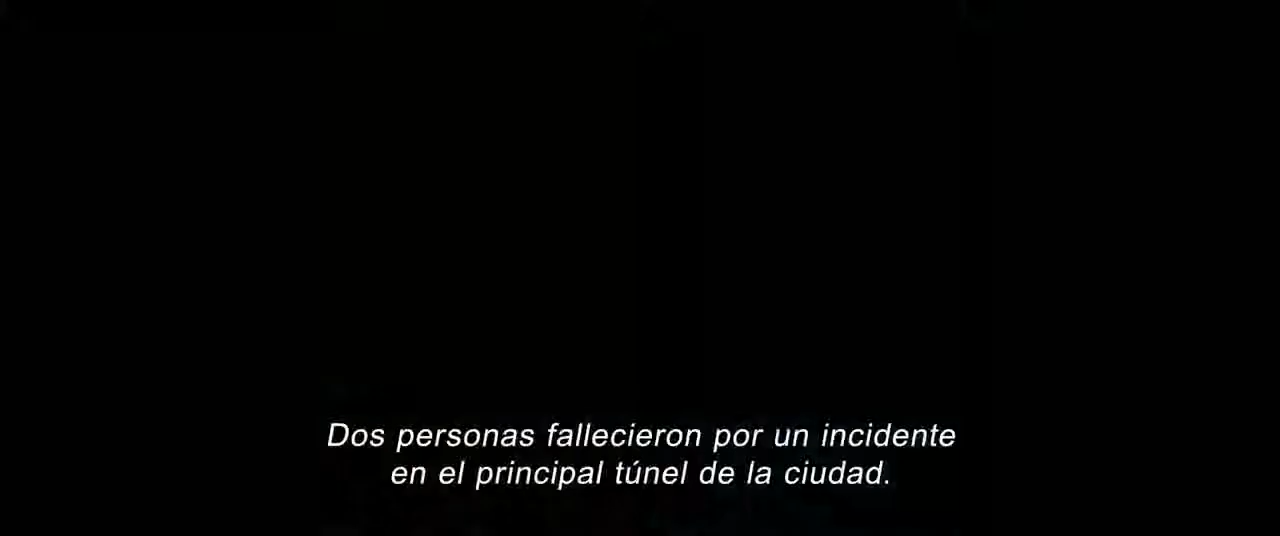 Dos personas fallecieron por un incidente
en el principal túnel de la ciudad.